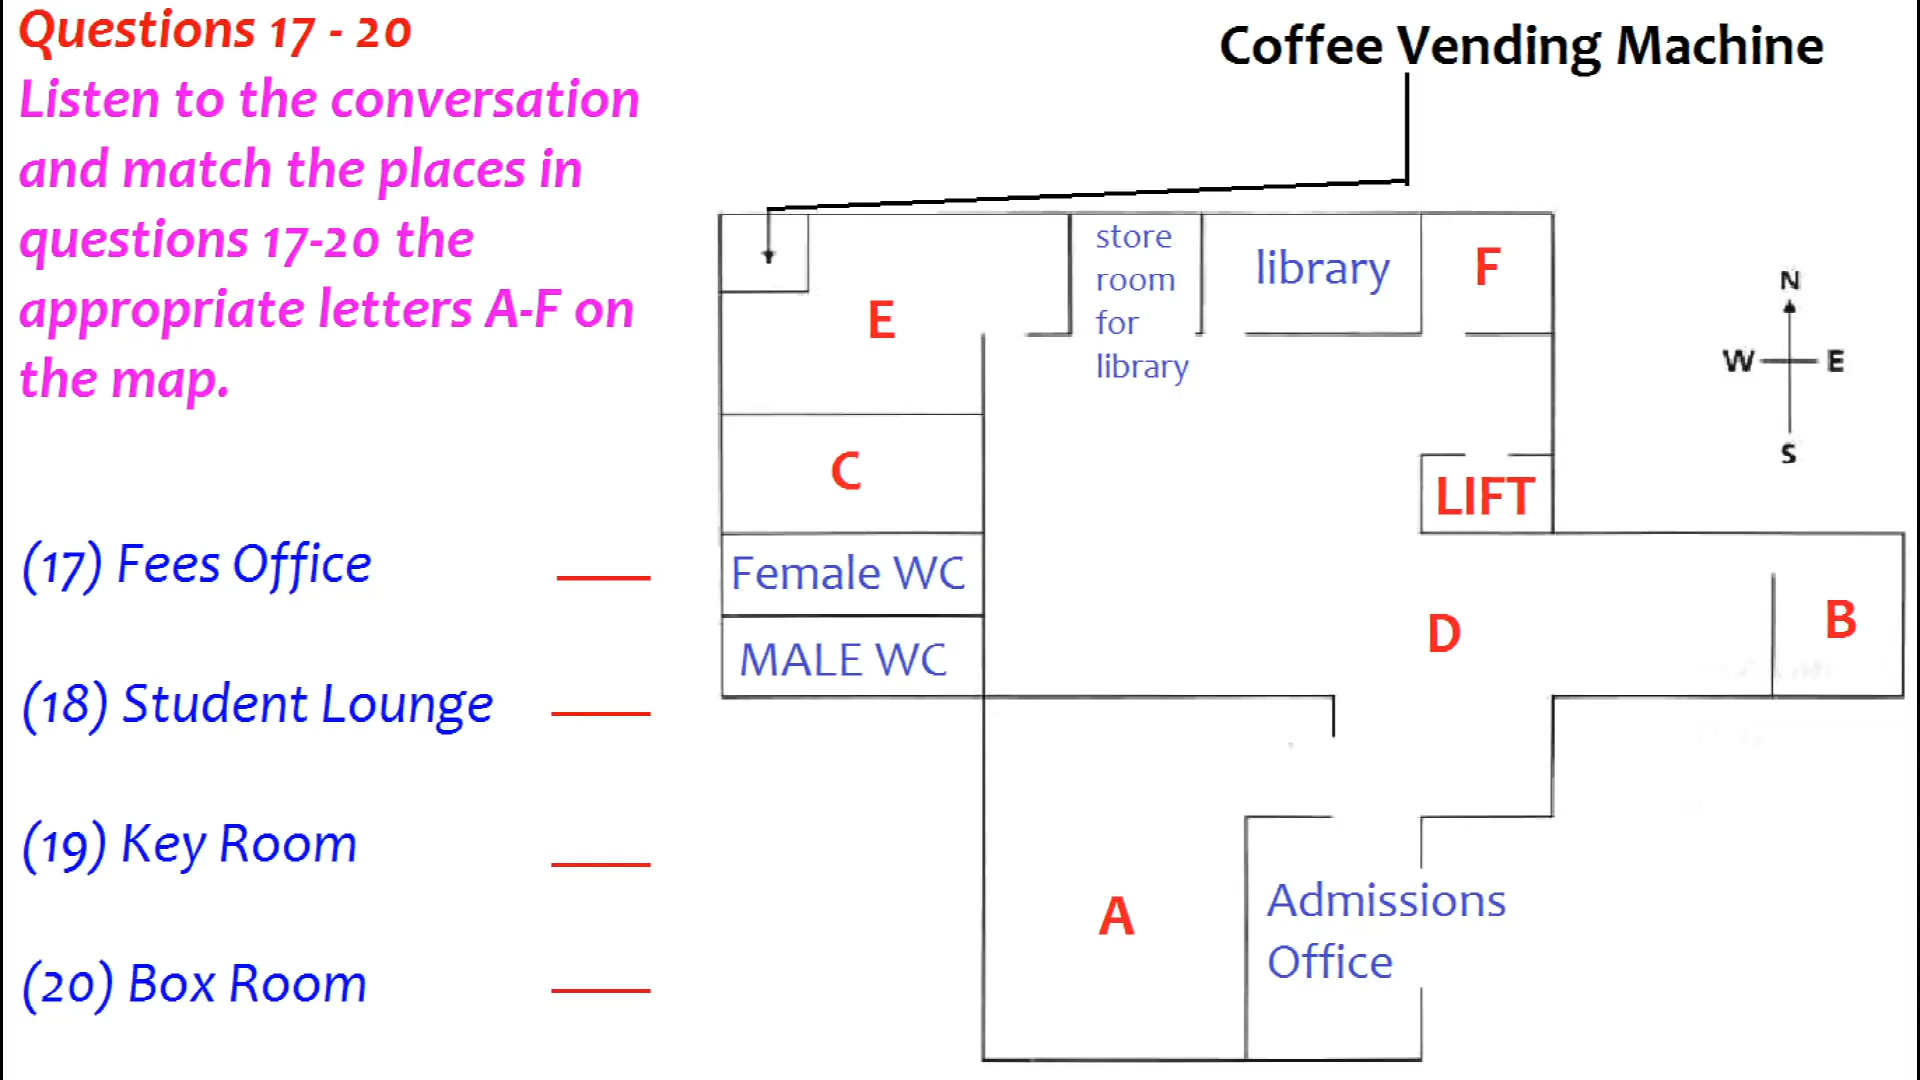 Questions 17 - 20
Listen to the conversation
and match the places in
questions 17-20 the
appropriate letters A-F on
the map.
(17) Fees Office
(18) Student Lounge
(19) Key Room
(20) Box Room
Coffee Vending Machine
store
room
for
library
library
F
E
C
LIFT
Female WC
MALE WC
D
B
A
Admissions
Office
N
W
E
S